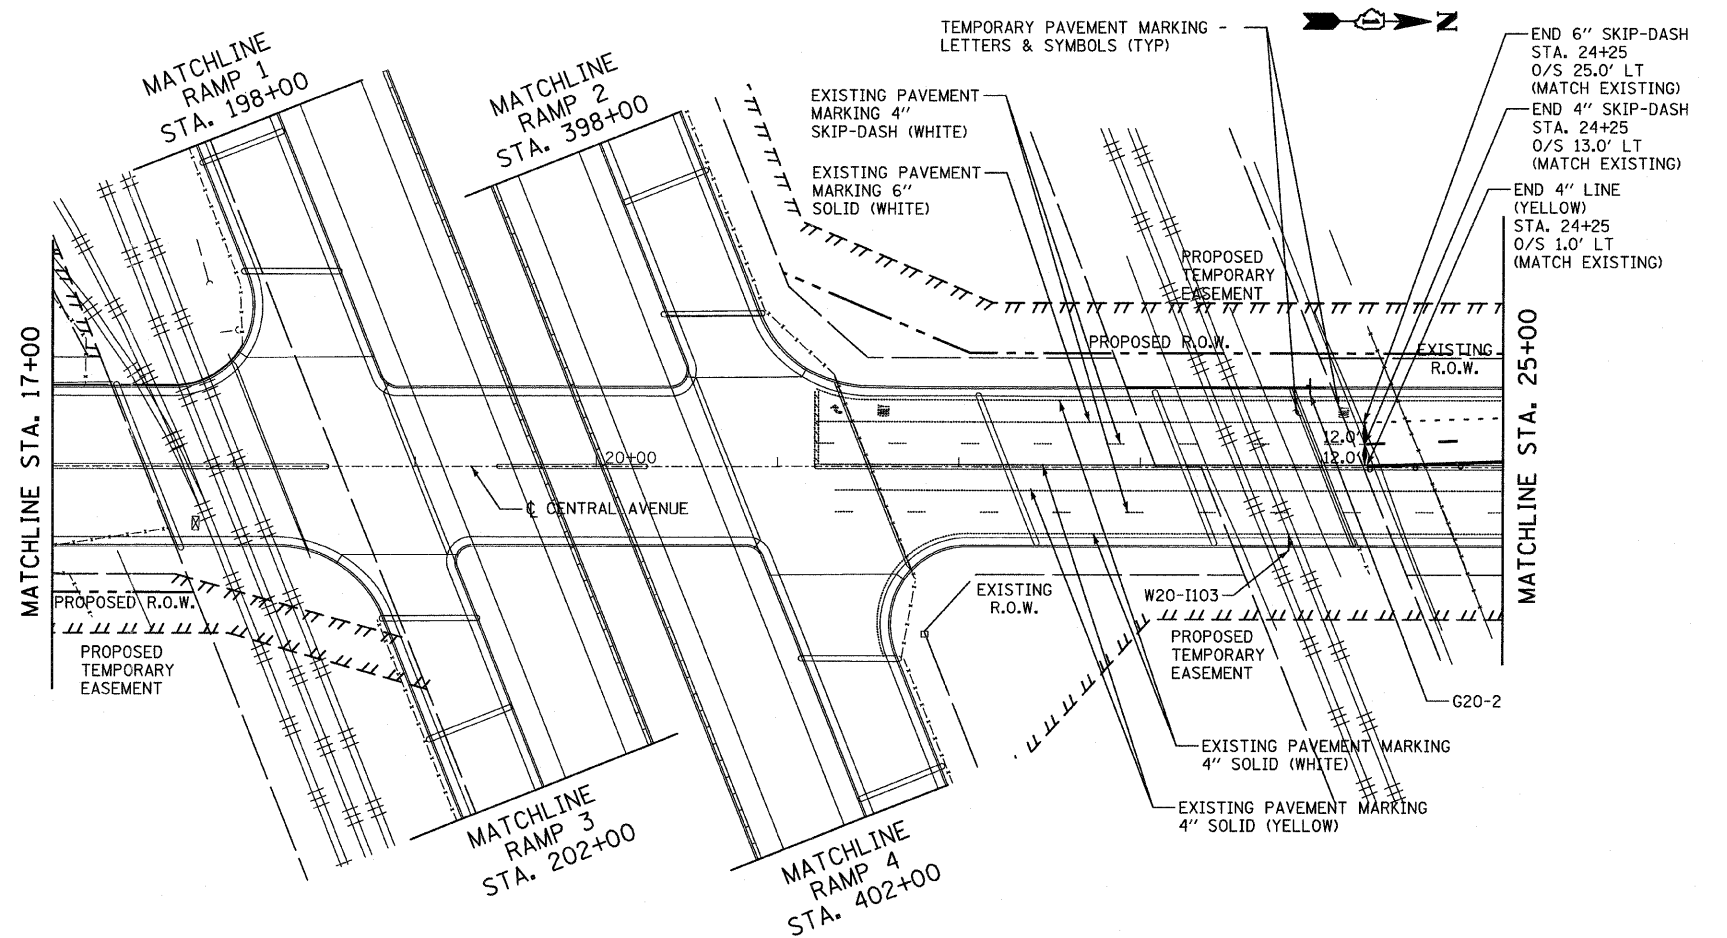 MATCHLINE
RAMP 1
STA. 198+00
MATCHLINE
RAMP 2
STA. 398+00
TEMPORARY PAVEMENT MARKING -
LETTERS & SYMBOLS (TYP)
N
EXISTING PAVEMENT
MARKING 4"
SKIP-DASH (WHITE)
EXISTING PAVEMENT
MARKING 6"
SOLID (WHITE)
END 6" SKIP-DASH
STA. 24+25
O/S 25.0' LT
(MATCH EXISTING)
END 4" SKIP-DASH
STA. 24+25
O/S 13.0' LT
(MATCH EXISTING)
END 4" LINE
(YELLOW)
STA. 24+25
O/S 1.0' LT
(MATCH EXISTING)
PROPOSED
TEMPORARY
EASEMENT
PROPOSED R.O.W.
EXISTING
R.O.W.
MATCHLINE STA. 17+00
MATCHLINE STA. 25+00
12.0'
12.0'
20+00
℄ CENTRAL AVENUE
PROPOSED R.O.W.
PROPOSED
TEMPORARY
EASEMENT
EXISTING
R.O.W.
W20-I103
PROPOSED
TEMPORARY
EASEMENT
G20-2
EXISTING PAVEMENT MARKING
4" SOLID (WHITE)
EXISTING PAVEMENT MARKING
4" SOLID (YELLOW)
MATCHLINE
RAMP 3
STA. 202+00
MATCHLINE
RAMP 4
STA. 402+00